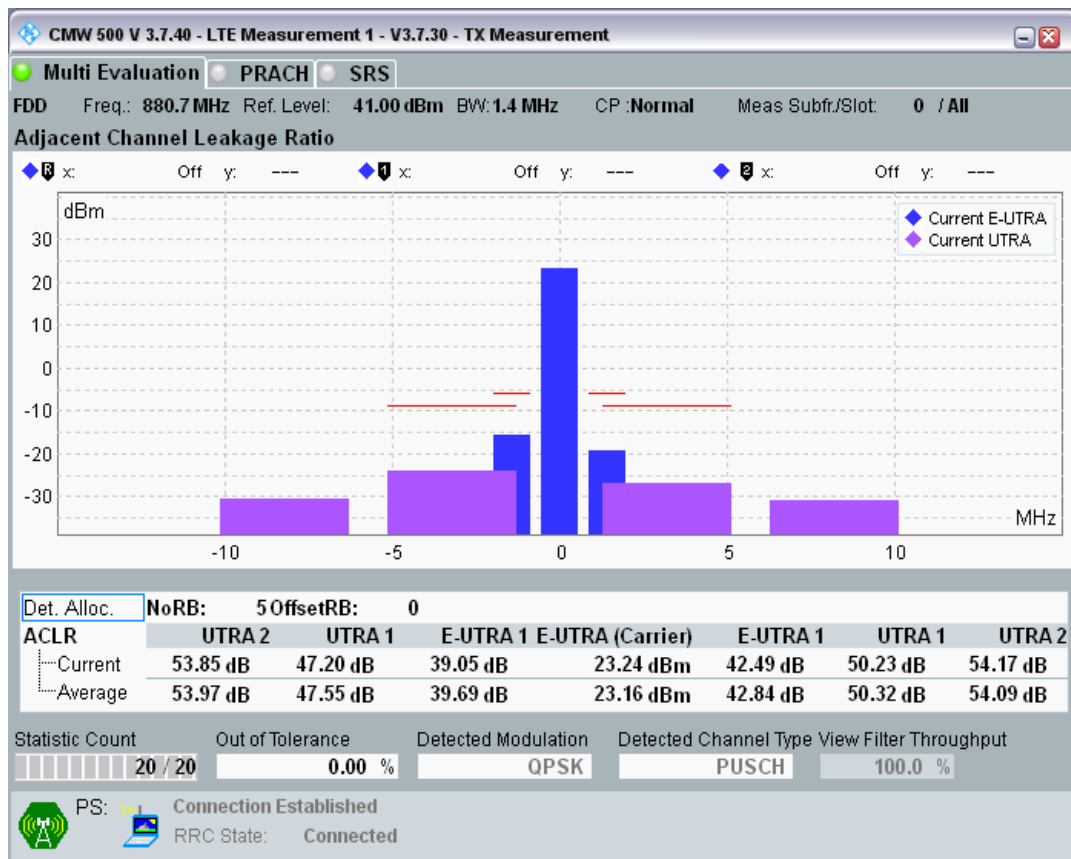 CMW 500 V 3.7.40 - LTE Measurement 1 - V3.7.30 - TX Measurement
Multi Evaluation PRACH SRS
FDD Freq.: 880.7 MHz Ref. Level: 41.00 dBm BW: 1.4 MHz CP :Normal Meas Subfr./Slot: 0 / All
Adjacent Channel Leakage Ratio
R x: Off y: --- 1 x: Off y: --- 2 x: Off y: ---
dBm
Current E-UTRA
Current UTRA
30
20
10
0
-10
-20
-30
MHz
-10 -5 0 5 10
Det. Alloc. NoRB: 5 OffsetRB: 0
ACLR UTRA 2 UTRA 1 E-UTRA 1 E-UTRA (Carrier) E-UTRA 1 UTRA 1 UTRA 2
Current 53.85 dB 47.20 dB 39.05 dB 23.24 dBm 42.49 dB 50.23 dB 54.17 dB
Average 53.97 dB 47.55 dB 39.69 dB 23.16 dBm 42.84 dB 50.32 dB 54.09 dB
Statistic Count Out of Tolerance Detected Modulation Detected Channel Type View Filter Throughput
20 / 20 0.00 % QPSK PUSCH 100.0 %
PS: Connection Established
RRC State: Connected